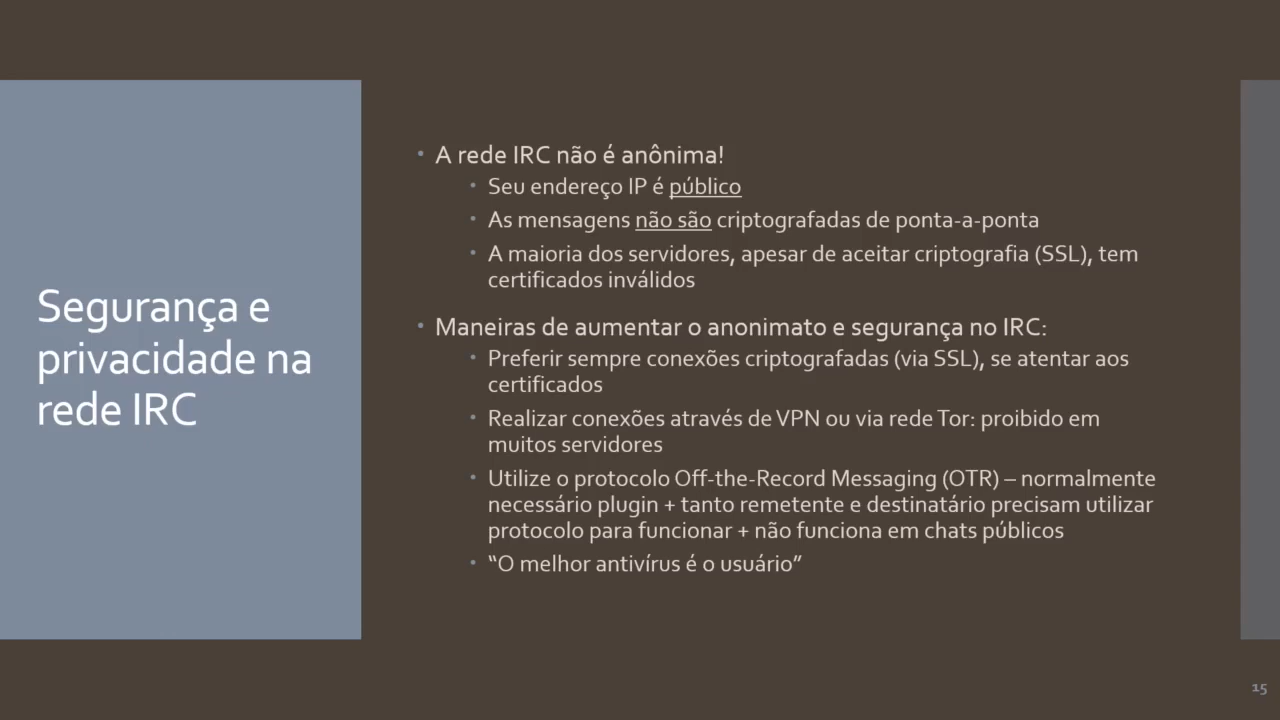 Segurança e
privacidade na
rede IRC
• A rede IRC não é anônima!
• Seu endereço IP é público
• As mensagens não são criptografadas de ponta-a-ponta
• A maioria dos servidores, apesar de aceitar criptografia (SSL), tem
certificados inválidos
• Maneiras de aumentar o anonimato e segurança no IRC:
• Preferir sempre conexões criptografadas (via SSL), se atentar aos
certificados
• Realizar conexões através de VPN ou via rede Tor: proibido em
muitos servidores
• Utilize o protocolo Off-the-Record Messaging (OTR) – normalmente
necessário plugin + tanto remetente e destinatário precisam utilizar
protocolo para funcionar + não funciona em chats públicos
• “O melhor antivírus é o usuário”
15